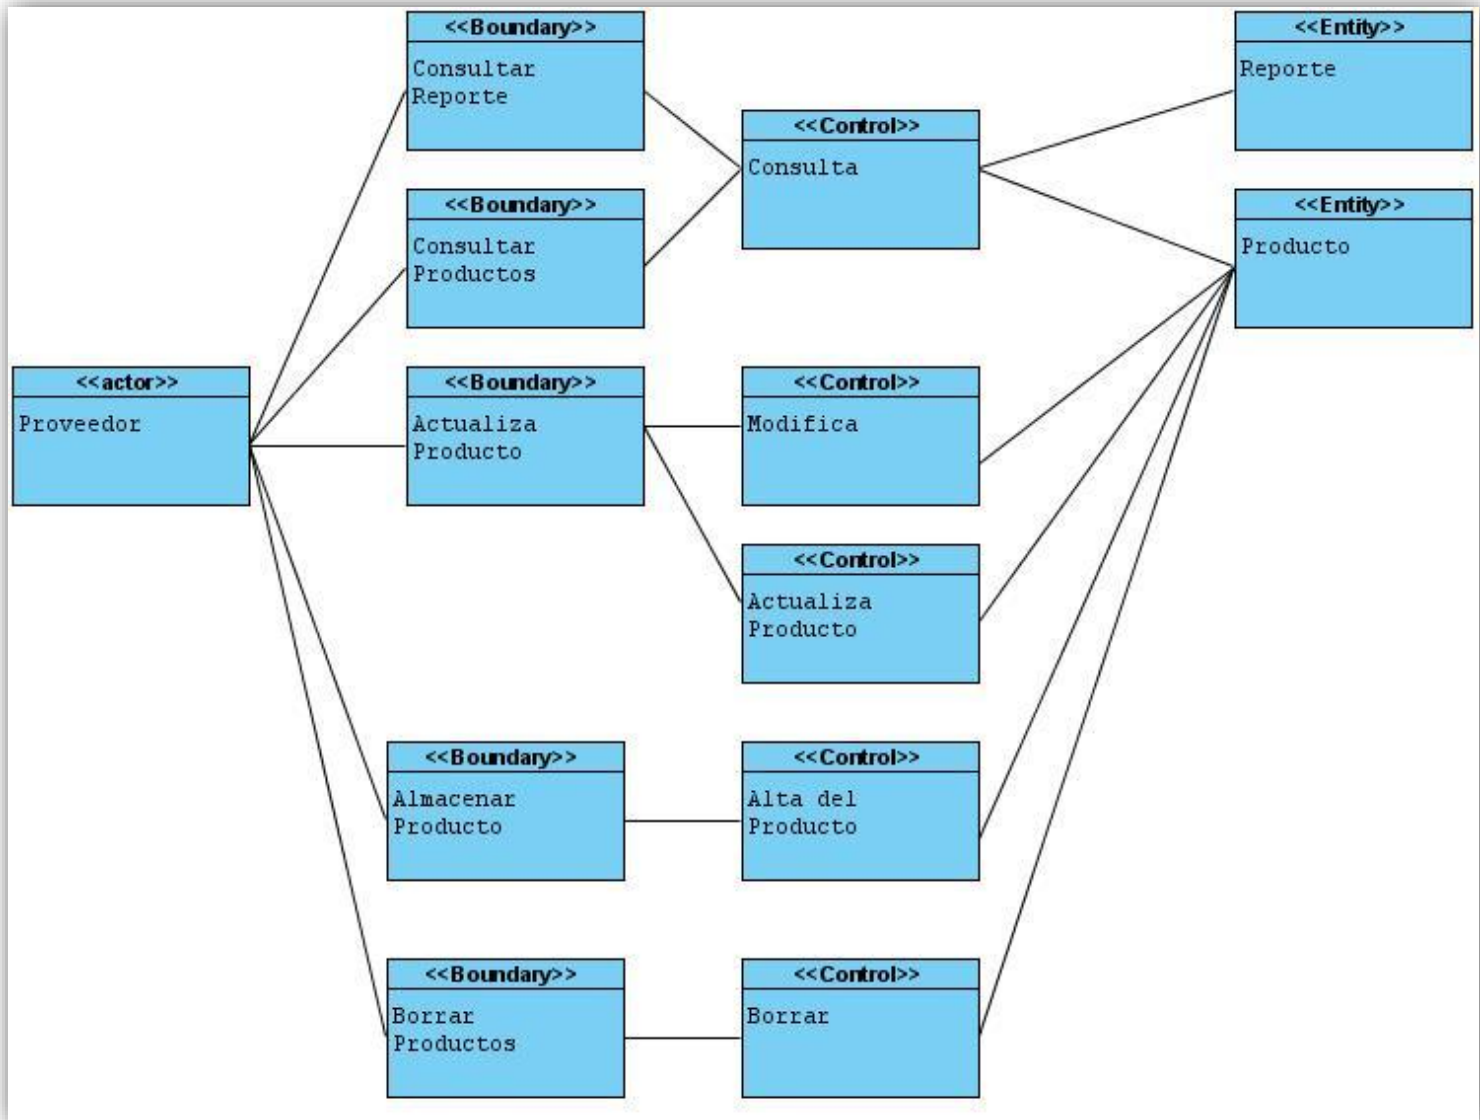 <<Boundary>>
Consultar
Reporte
<<Entity>>
Reporte
<<Control>>
Consulta
<<Boundary>>
Consultar
Productos
<<Entity>>
Producto
<<actor>>
Proveedor
<<Boundary>>
Actualiza
Producto
<<Control>>
Modifica
<<Control>>
Actualiza
Producto
<<Boundary>>
Almacenar
Producto
<<Control>>
Alta del
Producto
<<Boundary>>
Borrar
Productos
<<Control>>
Borrar